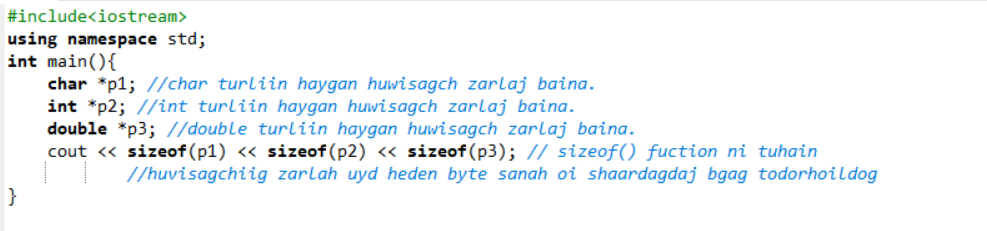 #include<iostream>
using namespace std;
int main(){
    char *p1; //char turliin haygan huwisagch zarlaj baina.
    int *p2; //int turliin haygan huwisagch zarlaj baina.
    double *p3; //double turliin haygan huwisagch zarlaj baina.
    cout << sizeof(p1) << sizeof(p2) << sizeof(p3); // sizeof() fuction ni tuhain
            //huvisagchiig zarlah uyd heden byte sanah oi shaardagdaj bgag todorhoildog
}